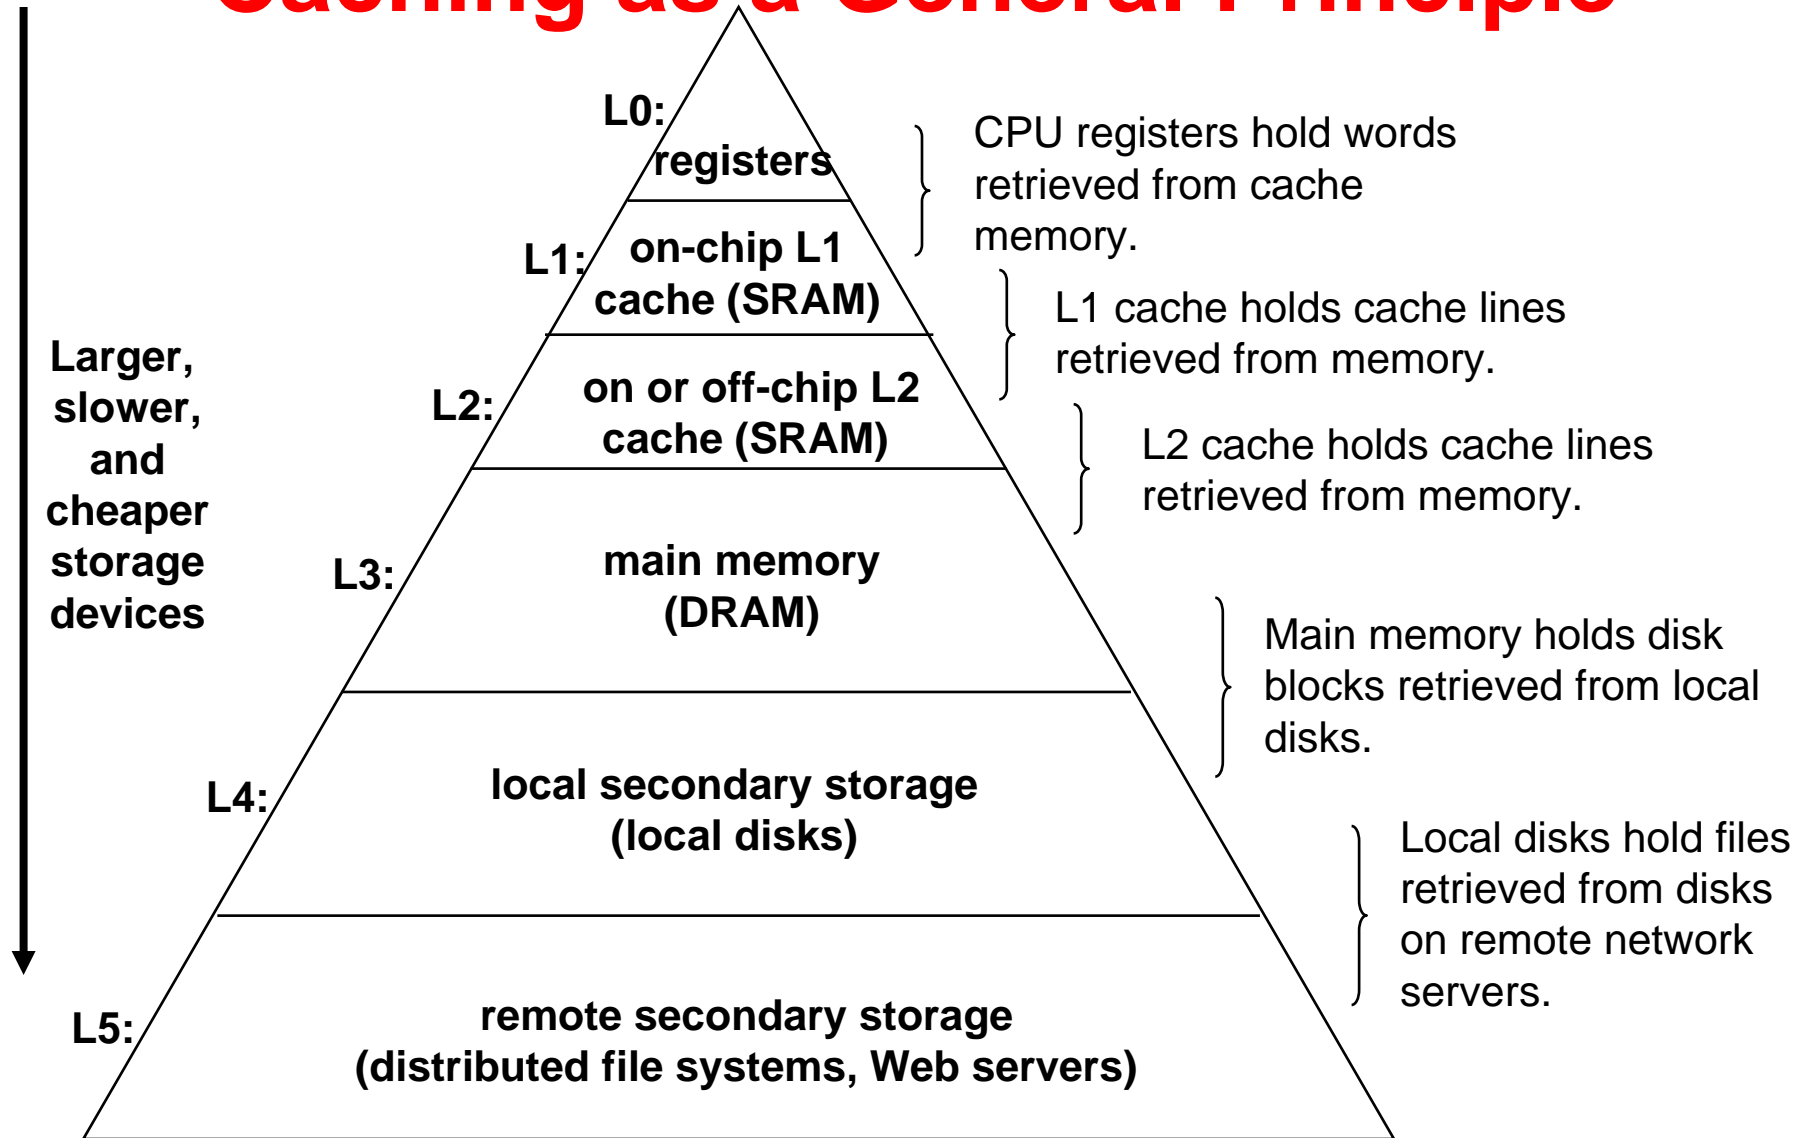 Caching as a General Principle
L0:
registers
CPU registers hold words
retrieved from cache
memory.
L1:
on-chip L1
cache (SRAM)
L1 cache holds cache lines
retrieved from memory.
Larger,
slower,
and
cheaper
storage
devices
L2:
on or off-chip L2
cache (SRAM)
L2 cache holds cache lines
retrieved from memory.
L3:
main memory
(DRAM)
Main memory holds disk
blocks retrieved from local
disks.
L4:
local secondary storage
(local disks)
Local disks hold files
retrieved from disks
on remote network
servers.
L5:
remote secondary storage
(distributed file systems, Web servers)